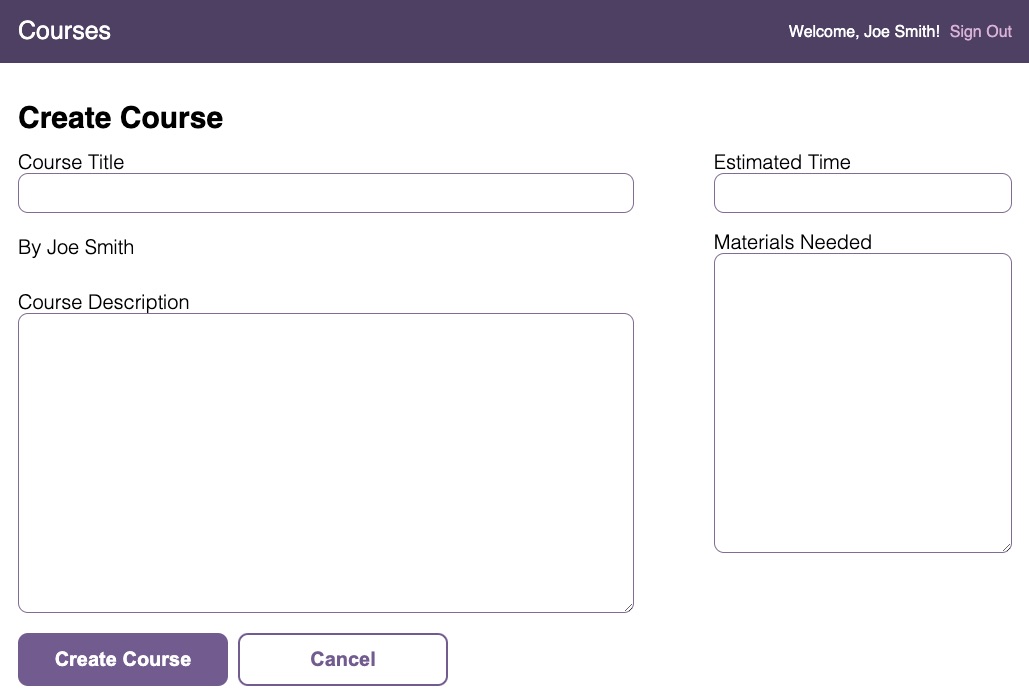 Courses
Welcome, Joe Smith! Sign Out
Create Course
Course Title
By Joe Smith
Course Description
Estimated Time
Materials Needed
Create Course
Cancel